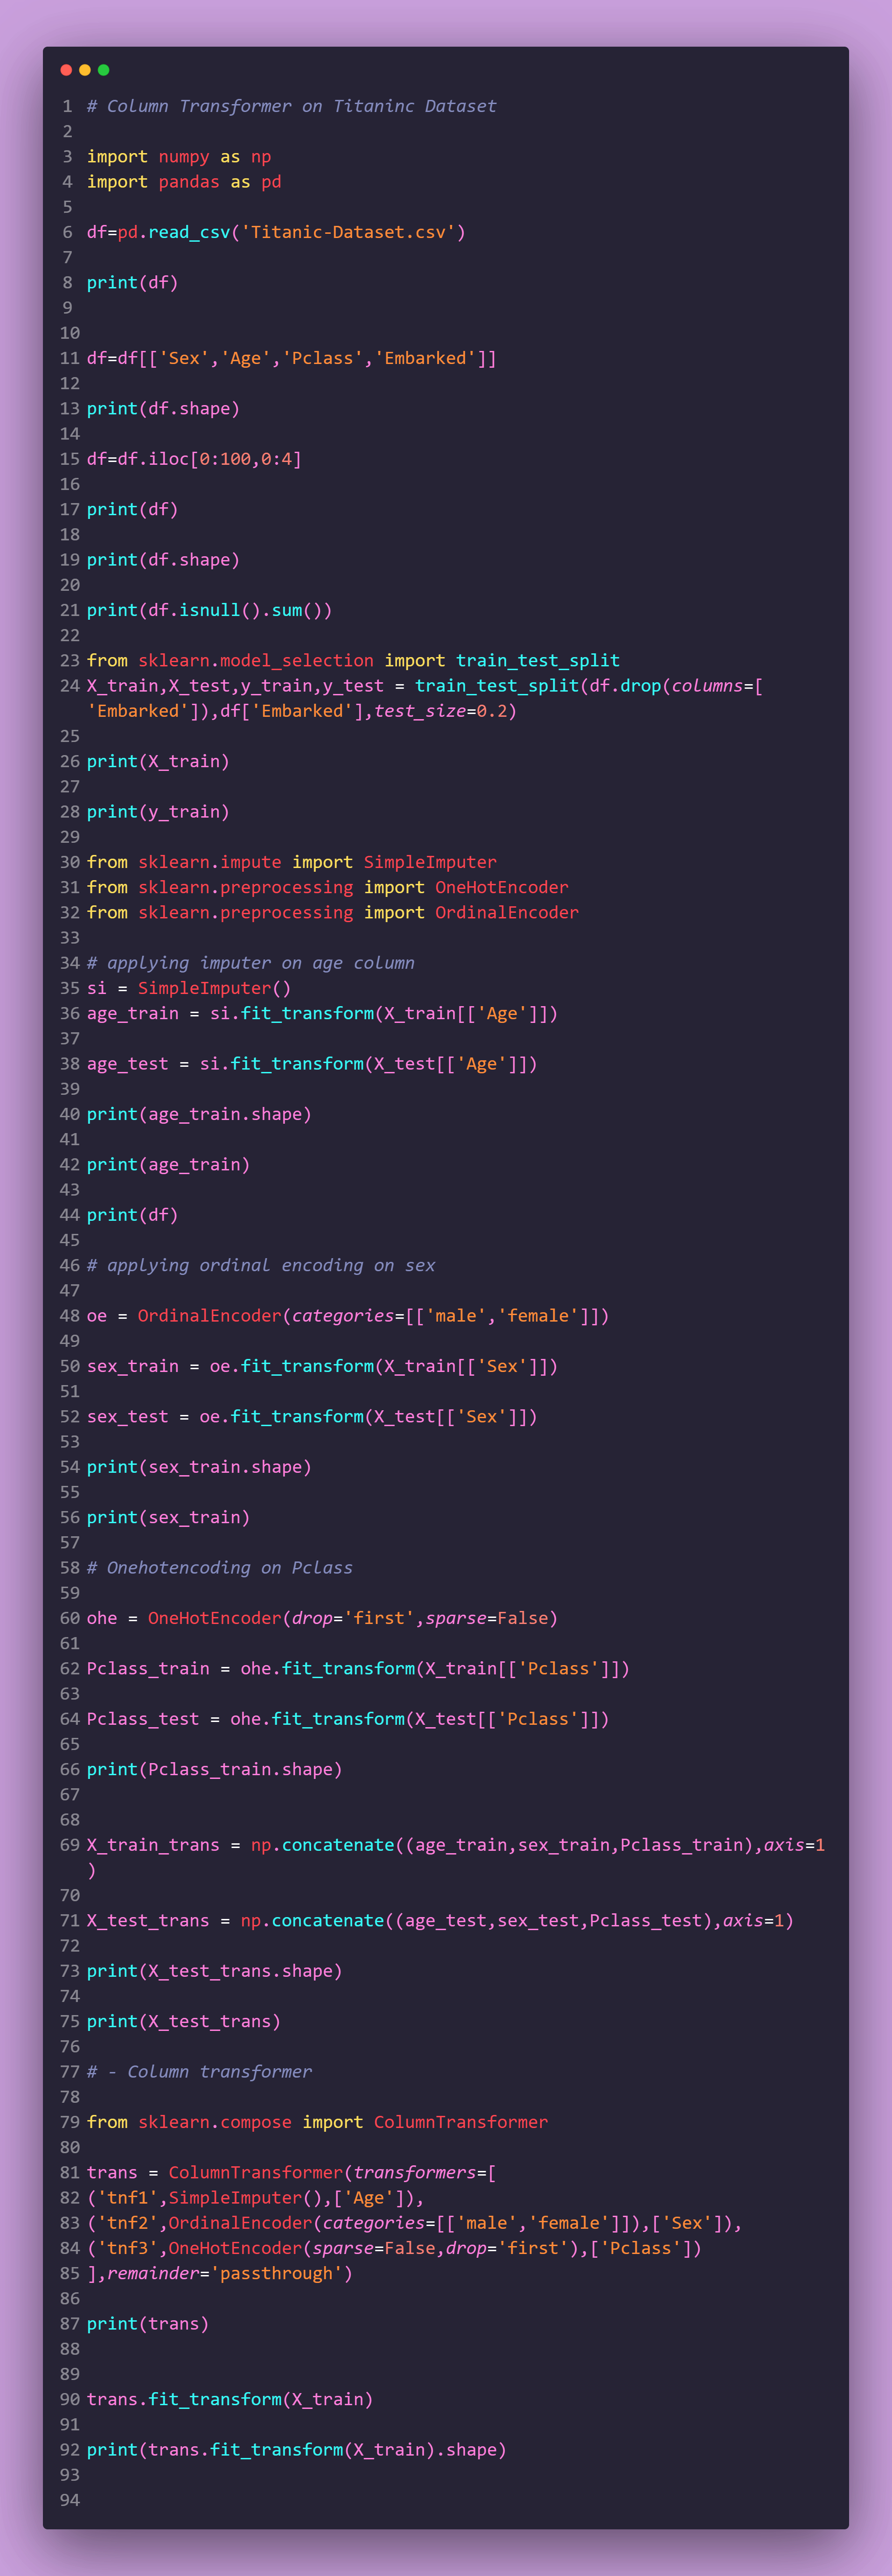 1 # Column Transformer on Titaninc Dataset
2
3 import numpy as np
4 import pandas as pd
5
6 df=pd.read_csv('Titanic-Dataset.csv')
7
8 print(df)
9
10
11 df=df[['Sex','Age','Pclass','Embarked']]
12
13 print(df.shape)
14
15 df=df.iloc[0:100,0:4]
16
17 print(df)
18
19 print(df.shape)
20
21 print(df.isnull().sum())
22
23 from sklearn.model_selection import train_test_split
24 X_train,X_test,y_train,y_test = train_test_split(df.drop(columns=[
'Embarked']),df['Embarked'],test_size=0.2)
25
26 print(X_train)
27
28 print(y_train)
29
30 from sklearn.impute import SimpleImputer
31 from sklearn.preprocessing import OneHotEncoder
32 from sklearn.preprocessing import OrdinalEncoder
33
34 # applying imputer on age column
35 si = SimpleImputer()
36 age_train = si.fit_transform(X_train[['Age']])
37
38 age_test = si.fit_transform(X_test[['Age']])
39
40 print(age_train.shape)
41
42 print(age_train)
43
44 print(df)
45
46 # applying ordinal encoding on sex
47
48 oe = OrdinalEncoder(categories=[['male','female']])
49
50 sex_train = oe.fit_transform(X_train[['Sex']])
51
52 sex_test = oe.fit_transform(X_test[['Sex']])
53
54 print(sex_train.shape)
55
56 print(sex_train)
57
58 # Onehotencoding on Pclass
59
60 ohe = OneHotEncoder(drop='first',sparse=False)
61
62 Pclass_train = ohe.fit_transform(X_train[['Pclass']])
63
64 Pclass_test = ohe.fit_transform(X_test[['Pclass']])
65
66 print(Pclass_train.shape)
67
68
69 X_train_trans = np.concatenate((age_train,sex_train,Pclass_train),axis=1
)
70
71 X_test_trans = np.concatenate((age_test,sex_test,Pclass_test),axis=1)
72
73 print(X_test_trans.shape)
74
75 print(X_test_trans)
76
77 # - Column transformer
78
79 from sklearn.compose import ColumnTransformer
80
81 trans = ColumnTransformer(transformers=[
82 ('tnf1',SimpleImputer(),['Age']),
83 ('tnf2',OrdinalEncoder(categories=[['male','female']]),['Sex']),
84 ('tnf3',OneHotEncoder(sparse=False,drop='first'),['Pclass'])
85 ],remainder='passthrough')
86
87 print(trans)
88
89
90 trans.fit_transform(X_train)
91
92 print(trans.fit_transform(X_train).shape)
93
94